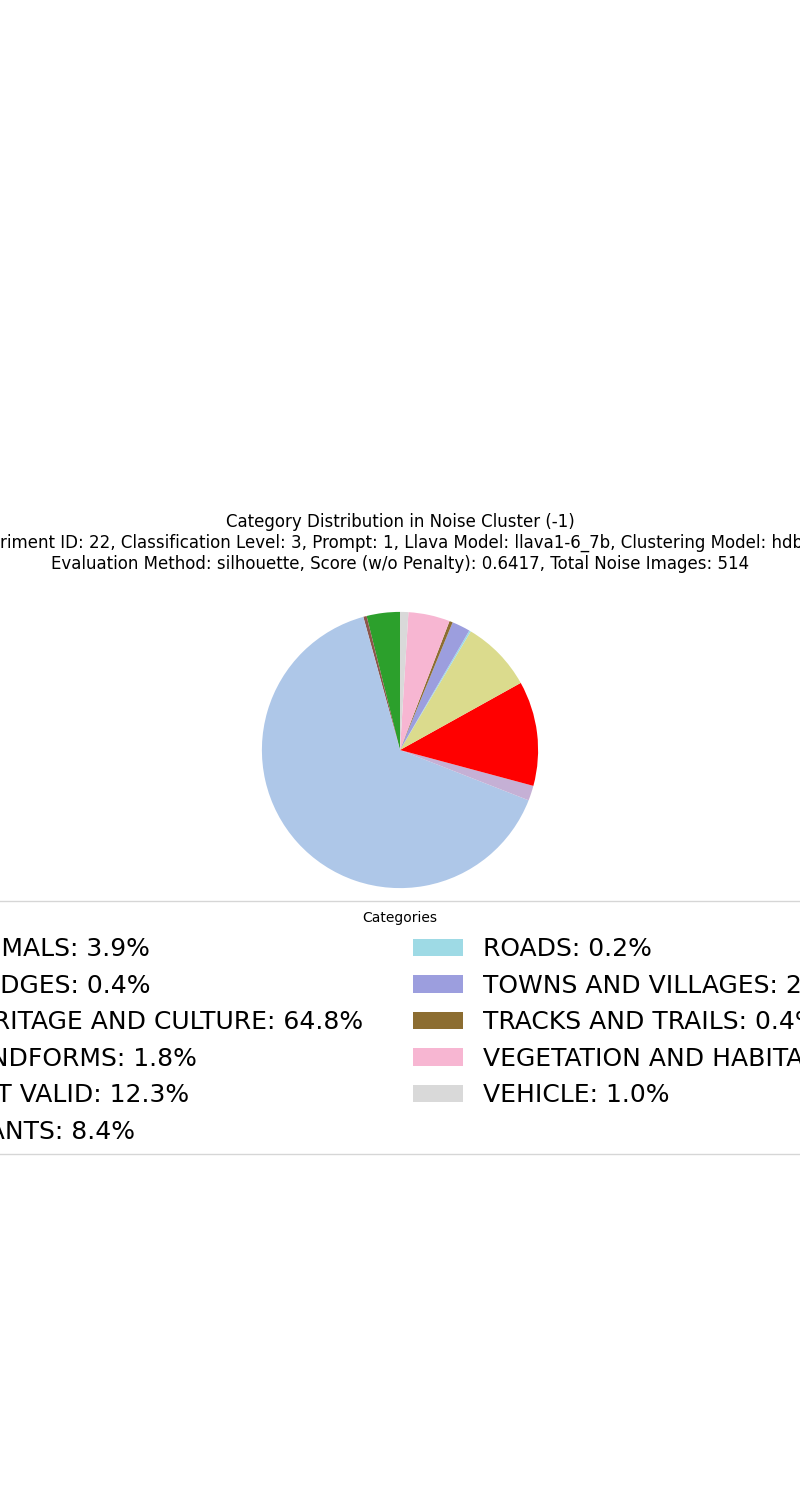 Category Distribution in Noise Cluster (-1)
riment ID: 22, Classification Level: 3, Prompt: 1, Llava Model: llava1-6_7b, Clustering Model: hdb
Evaluation Method: silhouette, Score (w/o Penalty): 0.6417, Total Noise Images: 514
Categories
MALS: 3.9%
DGES: 0.4%
RITAGE AND CULTURE: 64.8%
NDFORMS: 1.8%
T VALID: 12.3%
ANTS: 8.4%
ROADS: 0.2%
TOWNS AND VILLAGES: 2
TRACKS AND TRAILS: 0.4%
VEGETATION AND HABITA
VEHICLE: 1.0%